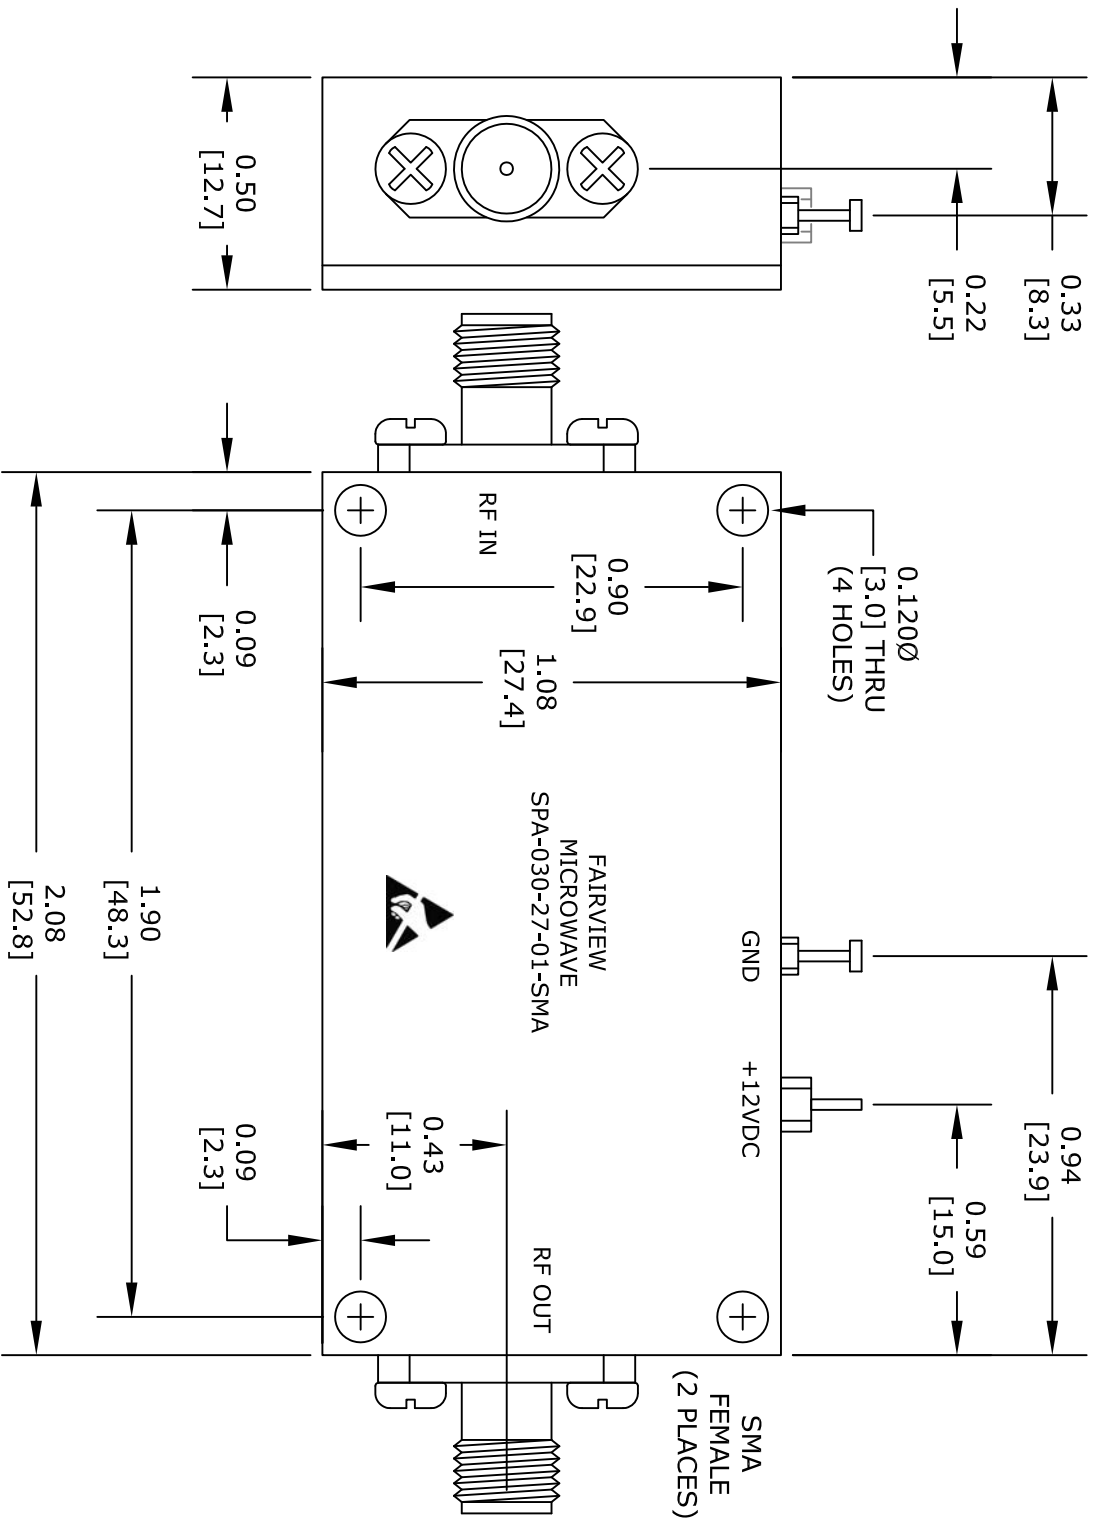 0.33
[8.3]
0.22
[5.5]
0.50
[12.7]
0.120Ø
[3.0] THRU
(4 HOLES)
RF IN
0.90
[22.9]
1.08
[27.4]
0.09
[2.3]
FAIRVIEW
MICROWAVE
SPA-030-27-01-SMA
GND
+12VDC
0.94
[23.9]
0.59
[15.0]
0.43
[11.0]
0.09
[2.3]
RF OUT
1.90
[48.3]
2.08
[52.8]
SMA
FEMALE
(2 PLACES)